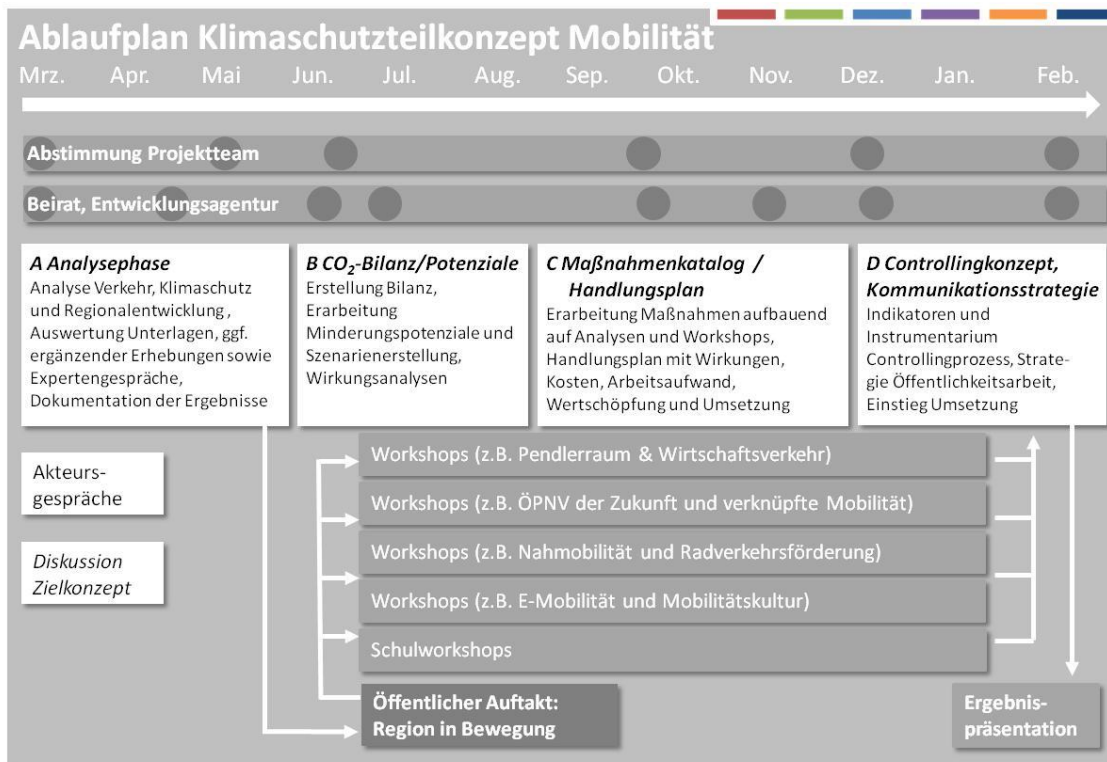 Ablaufplan Klimaschutzteilkonzept Mobilität
Mrz. Apr. Mai Jun. Jul. Aug. Sep. Okt. Nov. Dez. Jan. Feb.
Abstimmung Projektteam
Beirat, Entwicklungsagentur
A Analysephase
Analyse Verkehr, Klimaschutz
und Regionalentwicklung ,
Auswertung Unterlagen, ggf.
ergänzender Erhebungen sowie
Expertengespräche,
Dokumentation der Ergebnisse
B CO₂-Bilanz/Potenziale
Erstellung Bilanz,
Erarbeitung
Minderungspotenziale und
Szenarienerstellung,
Wirkungsanalysen
C Maßnahmenkatalog /
Handlungsplan
Erarbeitung Maßnahmen aufbauend
auf Analysen und Workshops,
Handlungsplan mit Wirkungen,
Kosten, Arbeitsaufwand,
Wertschöpfung und Umsetzung
D Controllingkonzept,
Kommunikationsstrategie
Indikatoren und
Instrumentarium
Controllingprozess, Strate-
gie Öffentlichkeitsarbeit,
Einstieg Umsetzung
Akteurs-
gespräche
Diskussion
Zielkonzept
Workshops (z.B. Pendlerraum & Wirtschaftsverkehr)
Workshops (z.B. ÖPNV der Zukunft und verknüpfte Mobilität)
Workshops (z.B. Nahmobilität und Radverkehrsförderung)
Workshops (z.B. E-Mobilität und Mobilitätskultur)
Schulworkshops
Öffentlicher Auftakt:
Region in Bewegung
Ergebnis-
präsentation